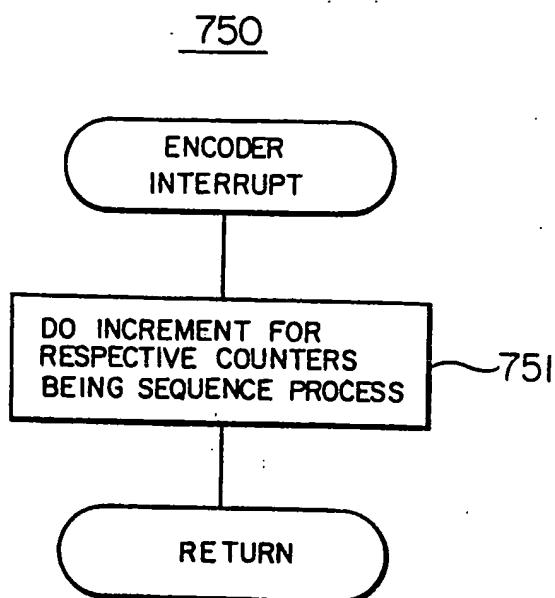 750
ENCODER
INTERRUPT
DO INCREMENT FOR
RESPECTIVE COUNTERS
BEING SEQUENCE PROCESS
751
RETURN